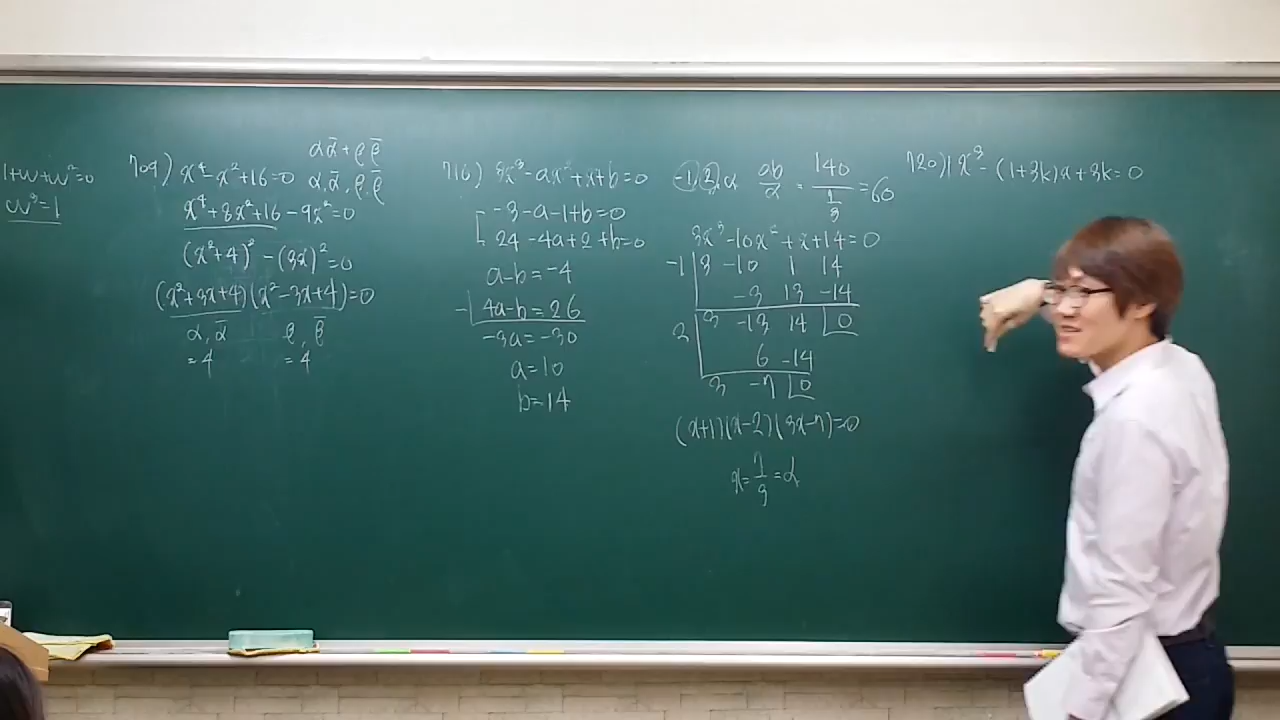 1+ω+ω²=0
ω³=1
709) x⁴-x²+16=0
αᾱ+ββ̄
α,ᾱ,β,β̄
x⁴+8x²+16-9x²=0
(x²+4)²-(3x)²=0
(x²+3x+4)(x²-3x+4)=0
α,ᾱ β,β̄
=4 =4
716) 3x³-ax²+x+b=0
-3-a-1+b=0
24-4a+2+b=0
a-b=-4
-) 4a-b=26
-3a=-30
a=10
b=14
-1, 2, α ab/α = 140/(7/3) = 60
3x³-10x²+x+14=0
-1 3 -10 1 14
-3 13 -14
2 3 -13 14 0
6 -14
3 -7 0
(x+1)(x-2)(3x-7)=0
x=7/3=α
720) x³-(1+3k)x+3k=0